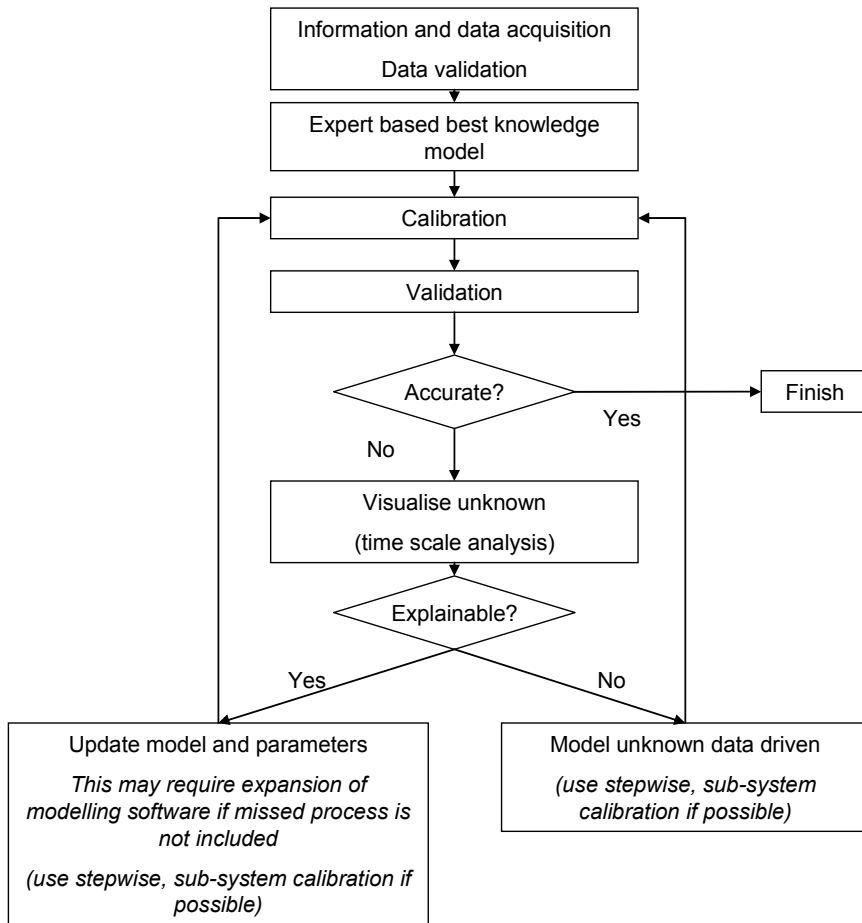 Information and data acquisition
Data validation
Expert based best knowledge
model
Calibration
Validation
Accurate?
Yes
Finish
No
Visualise unknown
(time scale analysis)
Explainable?
Yes
No
Update model and parameters
This may require expansion of
modelling software if missed process is
not included
(use stepwise, sub-system calibration if
possible)
Model unknown data driven
(use stepwise, sub-system
calibration if possible)